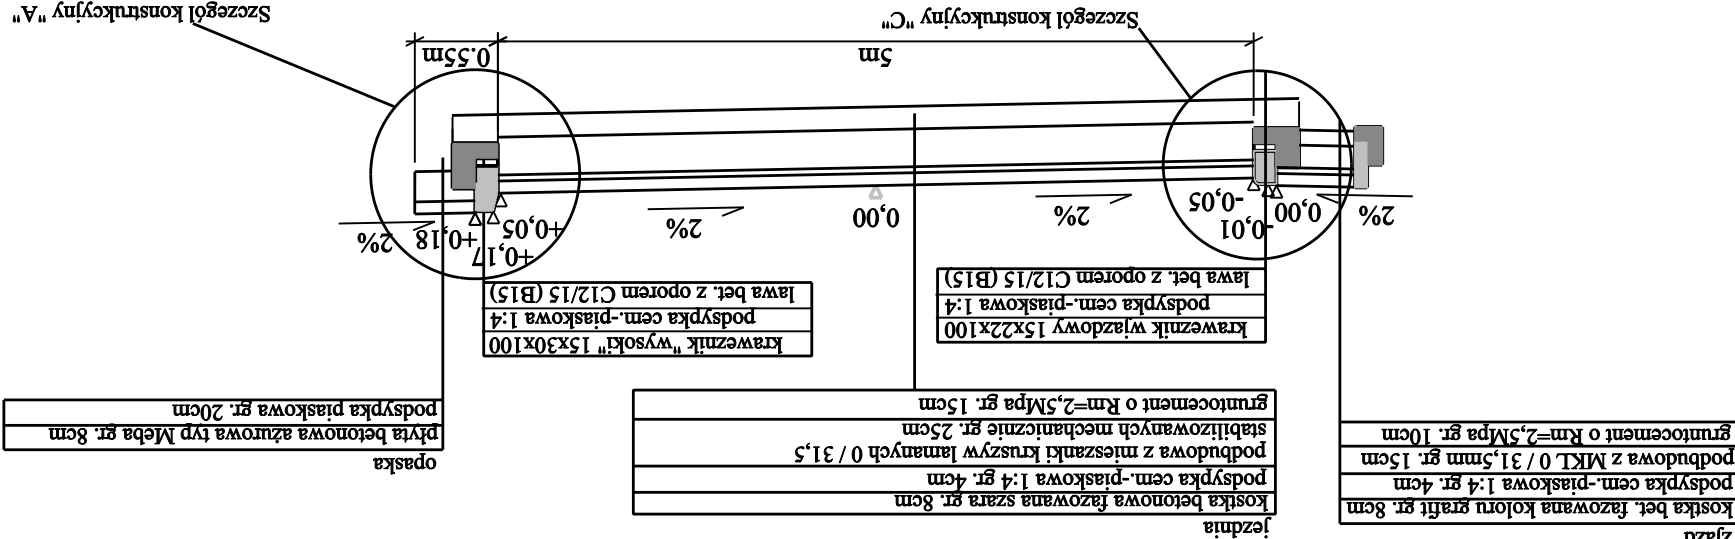 zjazd
kostka bet. fazowana koloru grafit gr. 8cm
podsypka cem.-piaskowa 1:4 gr. 4cm
podbudowa z MKL 0 / 31,5mm gr. 15cm
gruntocement o Rm=2,5Mpa gr. 10cm
jezdnia
kostka betonowa fazowana szara gr. 8cm
podsypka cem.-piaskowa 1:4 gr. 4cm
podbudowa z mieszanki kruszyw lamanych 0 / 31,5
stabilizowanych mechanicznie gr. 25cm
gruntocement o Rm=2,5Mpa gr. 15cm
opaska
płyta betonowa ażurowa typ Meba gr. 8cm
podsypka piaskowa gr. 20cm
kraweznik wjazdowy 15x22x100
podsypka cem.-piaskowa 1:4
lawa bet. z oporem C12/15 (B15)
kraweznik "wysoki" 15x30x100
podsypka cem.-piaskowa 1:4
lawa bet. z oporem C12/15 (B15)
2%
0,00
-0,01
-0,05
2%
0,00
2%
+0,05
+0,17
+0,18
2%
5m
0.55m
Szczegól konstrukcyjny "C"
Szczegól konstrukcyjny "A"